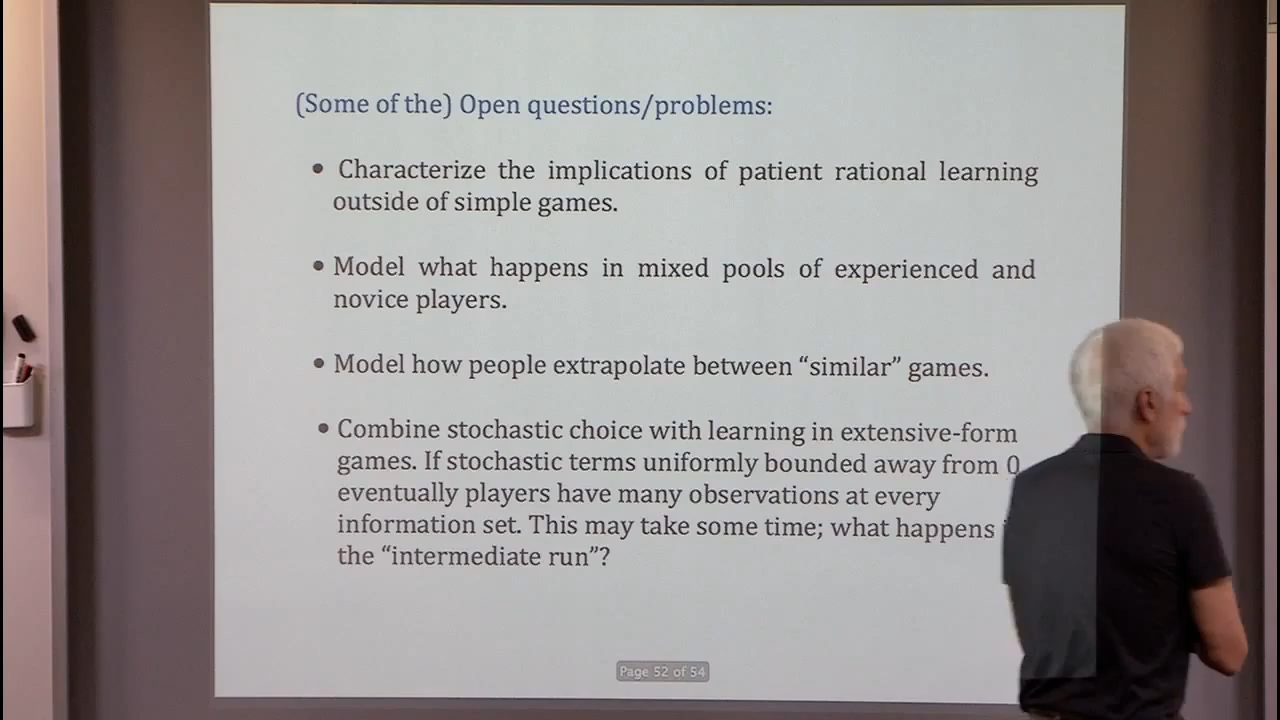 (Some of the) Open questions/problems:
• Characterize the implications of patient rational learning
outside of simple games.
• Model what happens in mixed pools of experienced and
novice players.
• Model how people extrapolate between “similar” games.
• Combine stochastic choice with learning in extensive-form
games. If stochastic terms uniformly bounded away from 0
eventually players have many observations at every
information set. This may take some time; what happens
the “intermediate run”?
Page 52 of 54